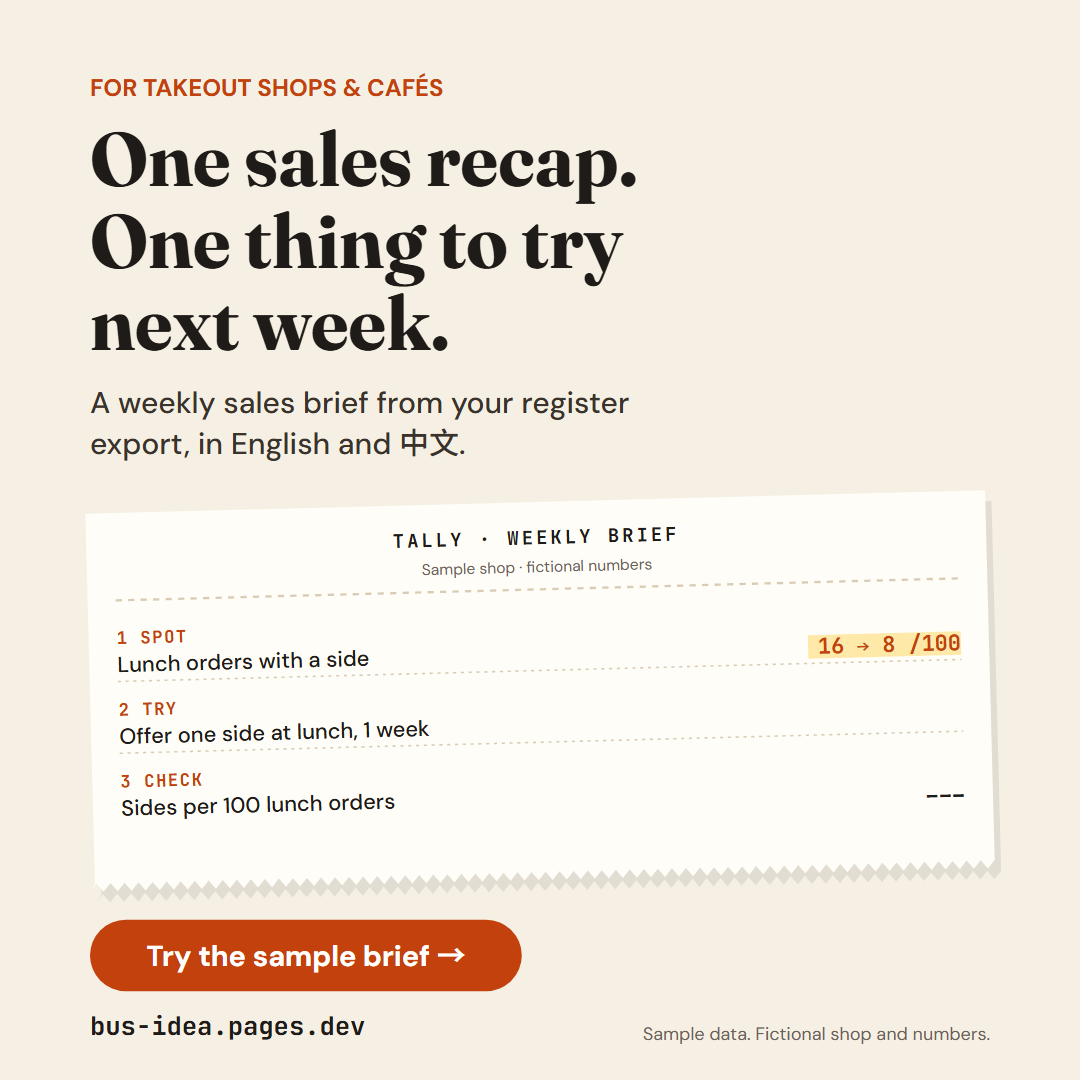 FOR TAKEOUT SHOPS & CAFÉS
One sales recap.
One thing to try
next week.
A weekly sales brief from your register
export, in English and 中文.
TALLY · WEEKLY BRIEF
Sample shop · fictional numbers
1 SPOT
Lunch orders with a side
16 → 8 /100
2 TRY
Offer one side at lunch, 1 week
3 CHECK
Sides per 100 lunch orders
———
Try the sample brief →
bus-idea.pages.dev
Sample data. Fictional shop and numbers.